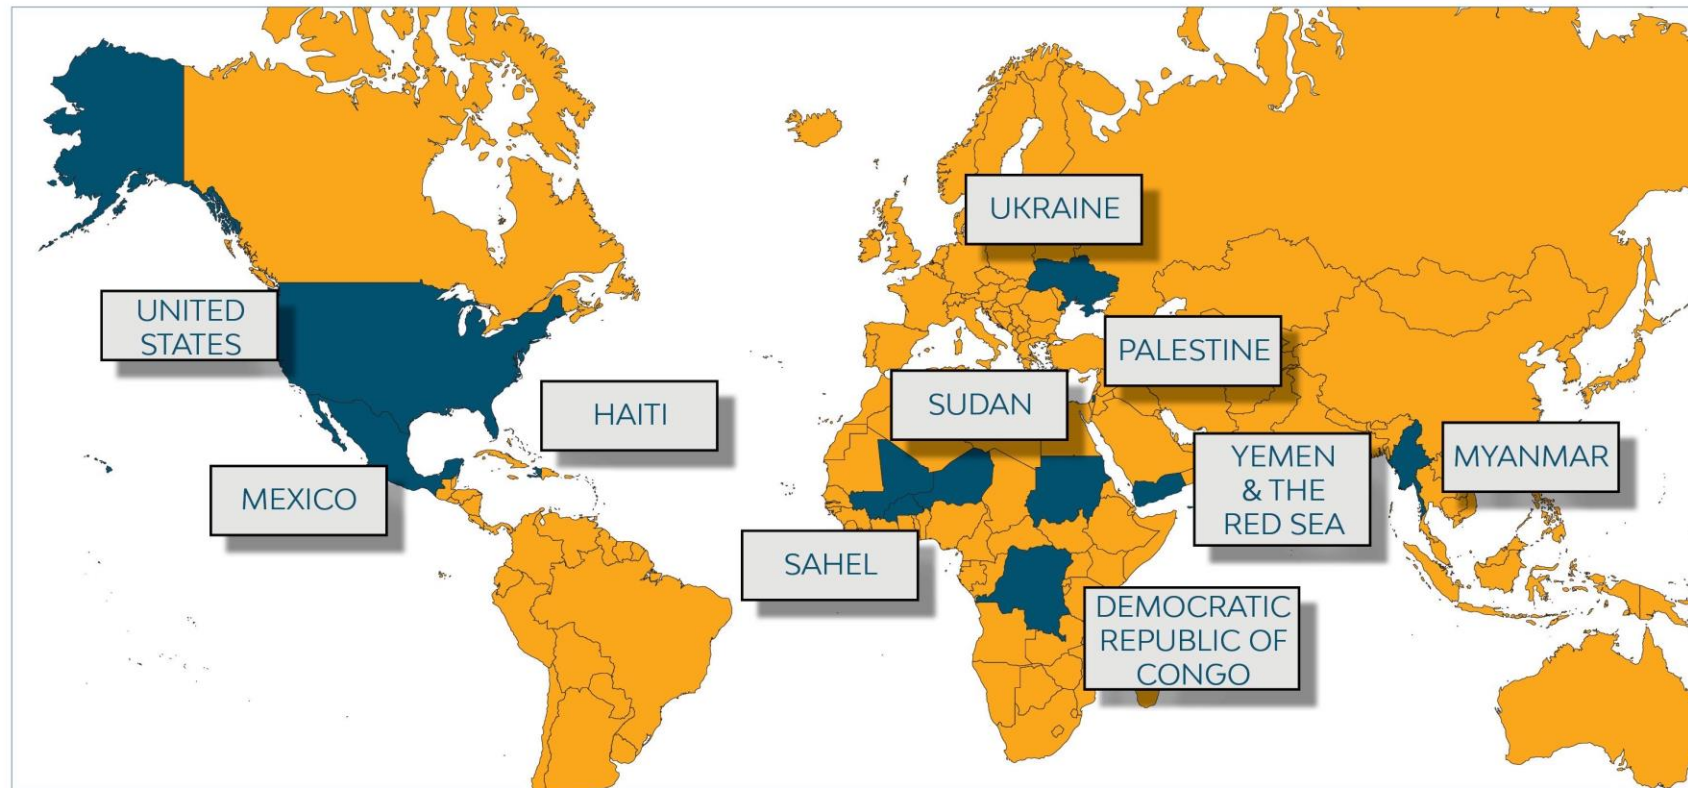 UKRAINE
UNITED
STATES
PALESTINE
HAITI
SUDAN
MEXICO
YEMEN
& THE
RED SEA
MYANMAR
SAHEL
DEMOCRATIC
REPUBLIC OF
CONGO